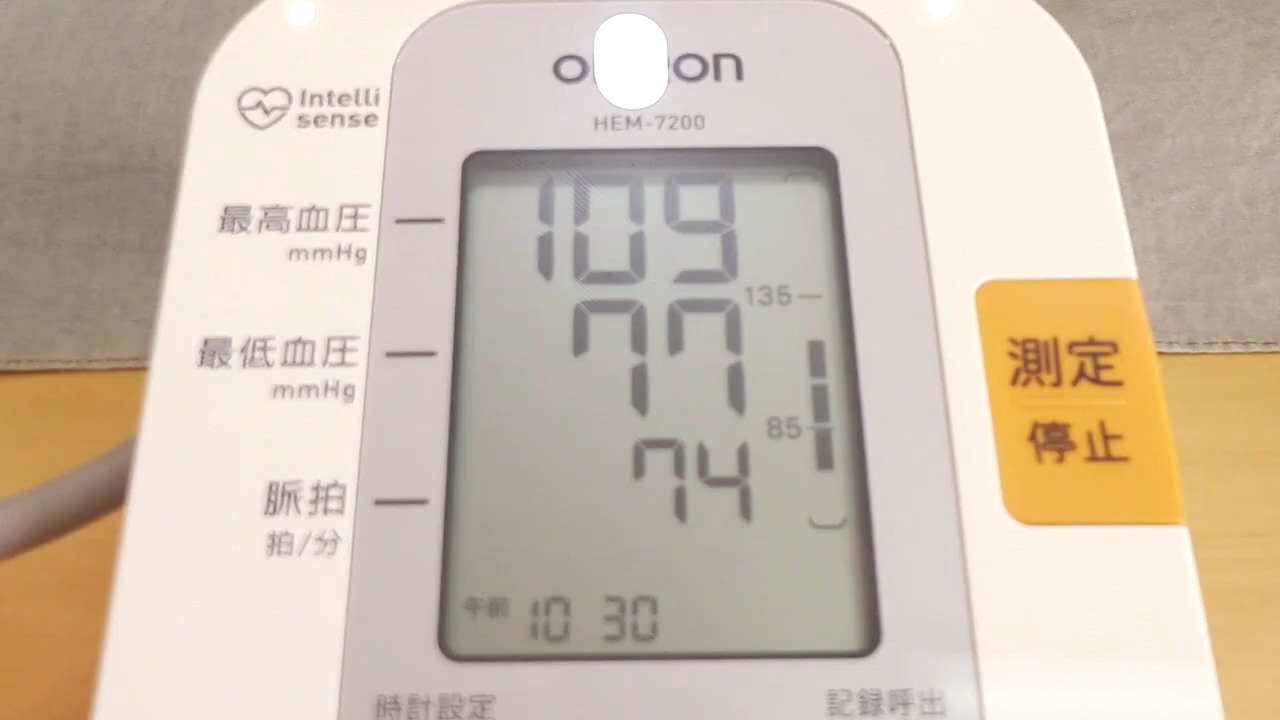 Intelli
sense
HEM-7200
最高血圧
mmHg
109
135
最低血圧
mmHg
77
85
脈拍
拍/分
74
午前 10 30
測定
停止
時計設定
記録呼出